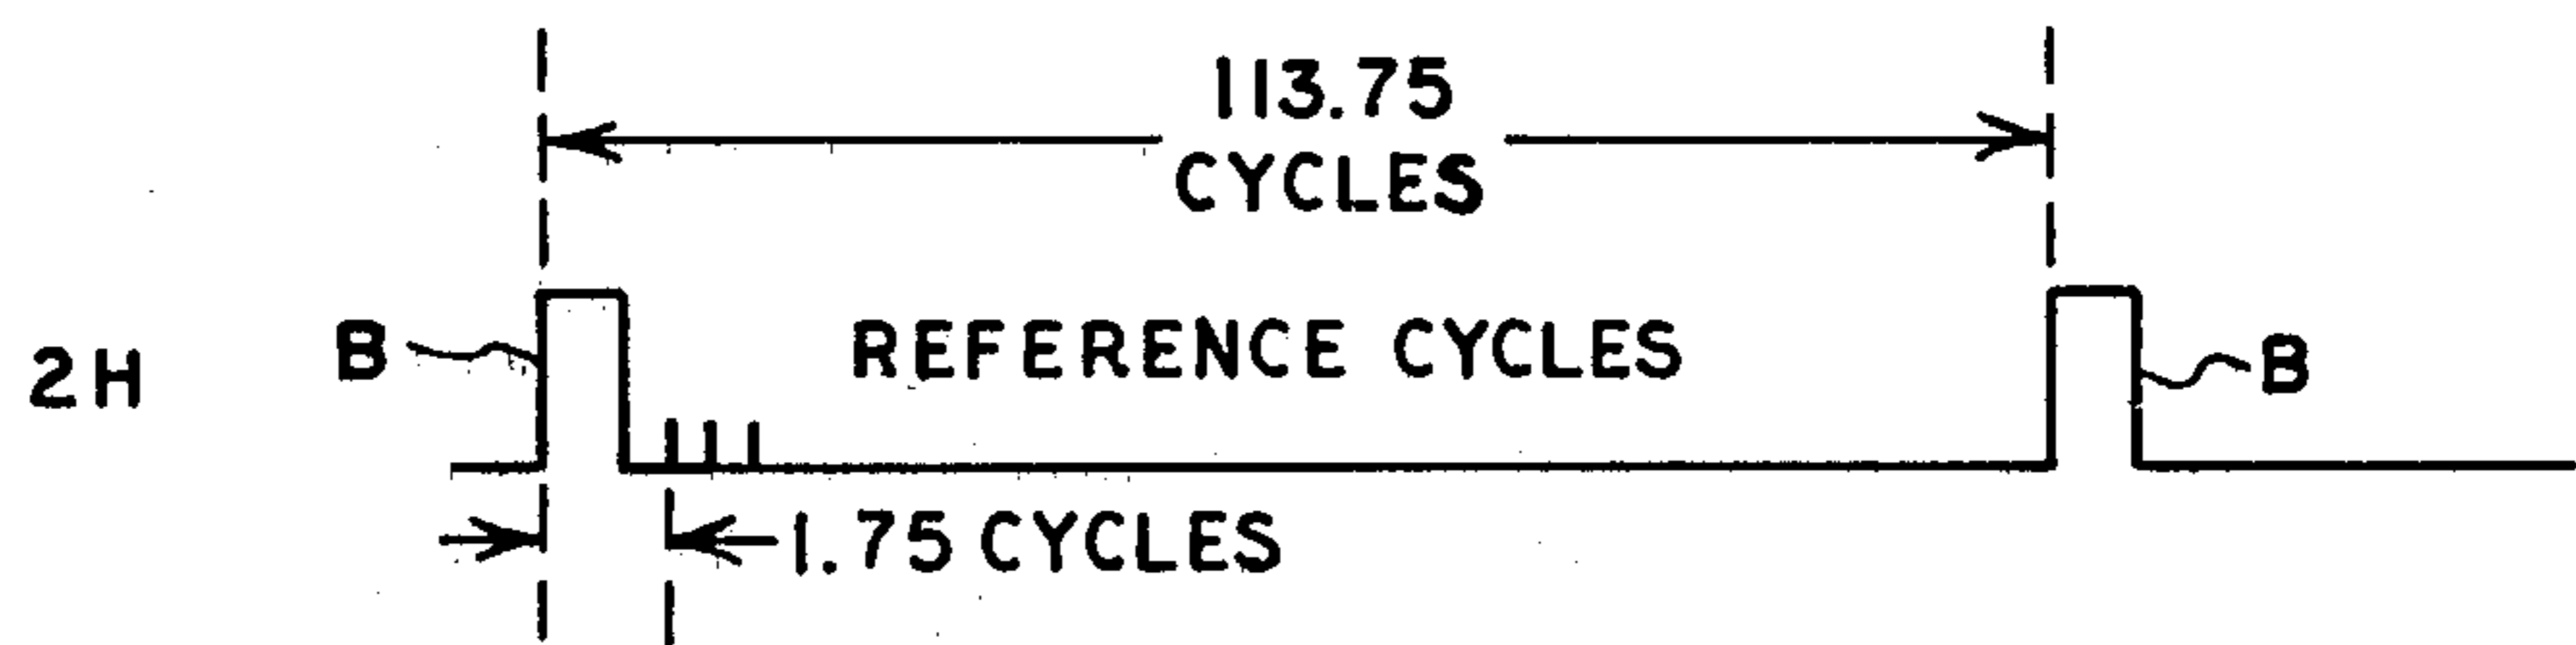 113.75
CYCLES
2H
B
REFERENCE CYCLES
B
1.75 CYCLES